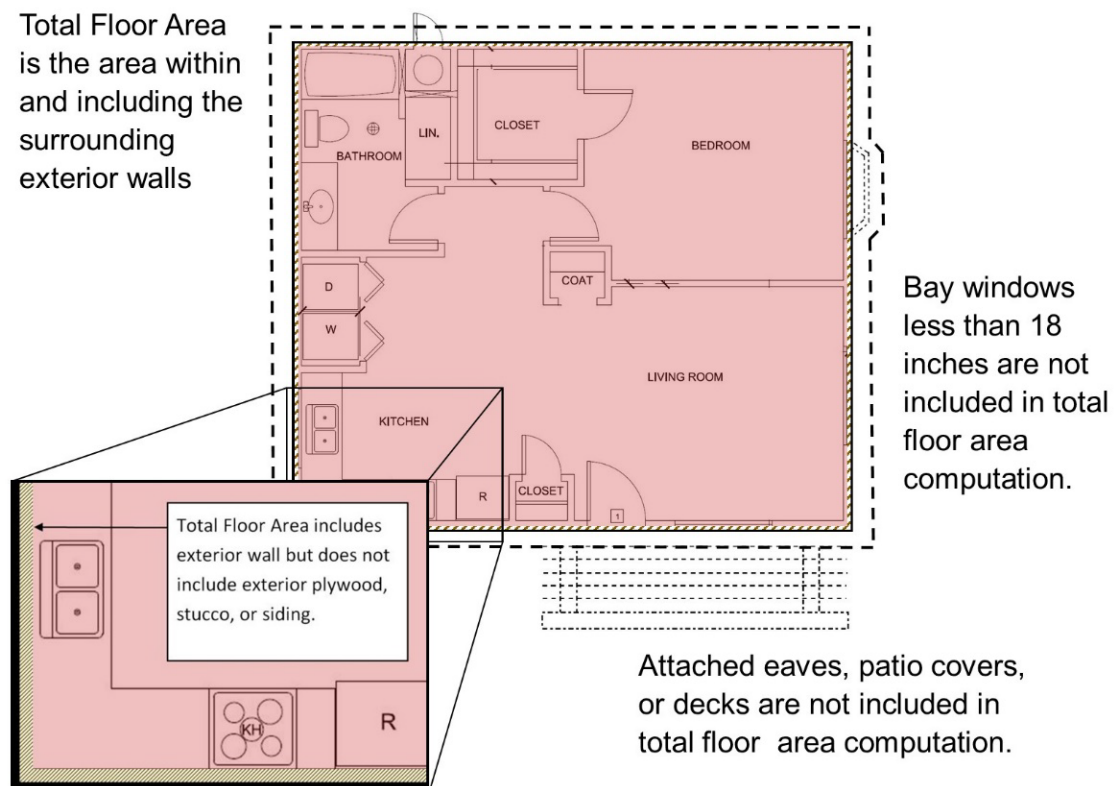 Total Floor Area
is the area within
and including the
surrounding
exterior walls
LIN.
CLOSET
BEDROOM
BATHROOM
COAT
D
W
LIVING ROOM
KITCHEN
R
CLOSET
1
Bay windows
less than 18
inches are not
included in total
floor area
computation.
Total Floor Area includes
exterior wall but does not
include exterior plywood,
stucco, or siding.
KH
R
Attached eaves, patio covers,
or decks are not included in
total floor area computation.